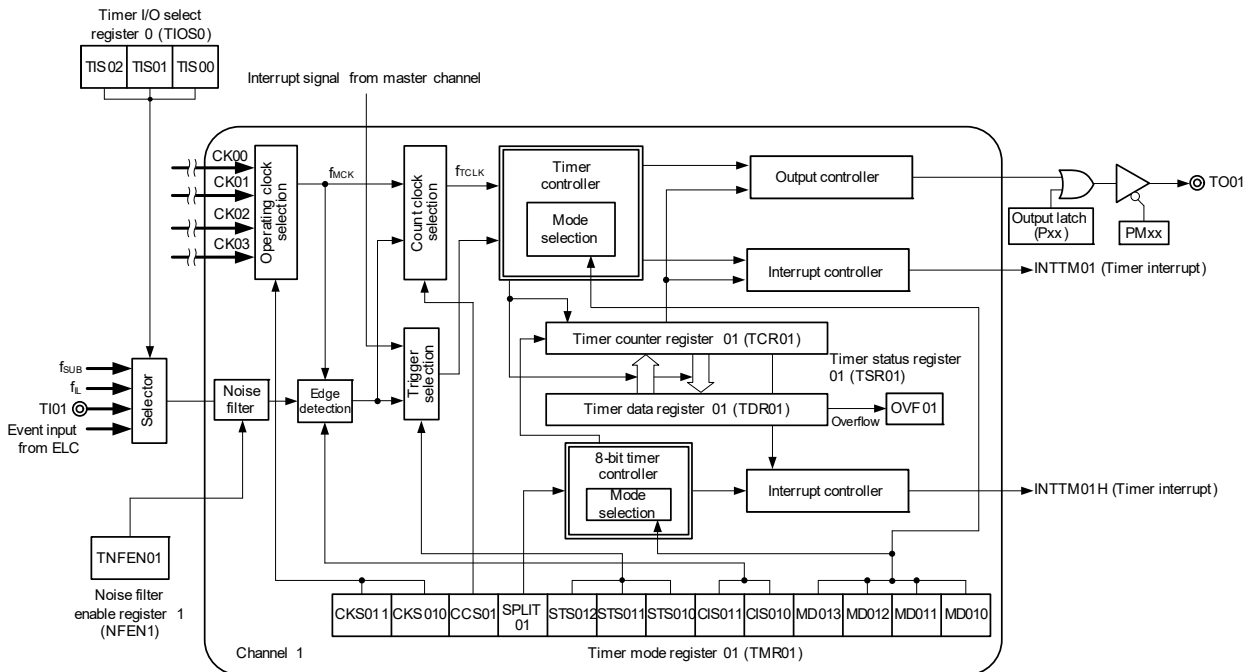 Timer I/O select
register 0 (TIOS0)
TIS02 TIS01 TIS00
Interrupt signal from master channel
CK00
CK01
CK02
CK03
Operating clock
selection
fMCK
Count clock
selection
fTCLK
Timer
controller
Mode
selection
Output controller
Output latch
(Pxx)
PMxx
TO01
Interrupt controller
INTTM01 (Timer interrupt)
Timer counter register 01 (TCR01)
Timer status register
01 (TSR01)
Trigger
selection
fSUB
fIL
TI01
Event input
from ELC
Selector
Noise
filter
Edge
detection
Timer data register 01 (TDR01)
Overflow
OVF01
8-bit timer
controller
Mode
selection
Interrupt controller
INTTM01H (Timer interrupt)
TNFEN01
Noise filter
enable register 1
(NFEN1)
CKS011 CKS010 CCS01 SPLIT
01 STS012 STS011 STS010 CIS011 CIS010 MD013 MD012 MD011 MD010
Channel 1
Timer mode register 01 (TMR01)